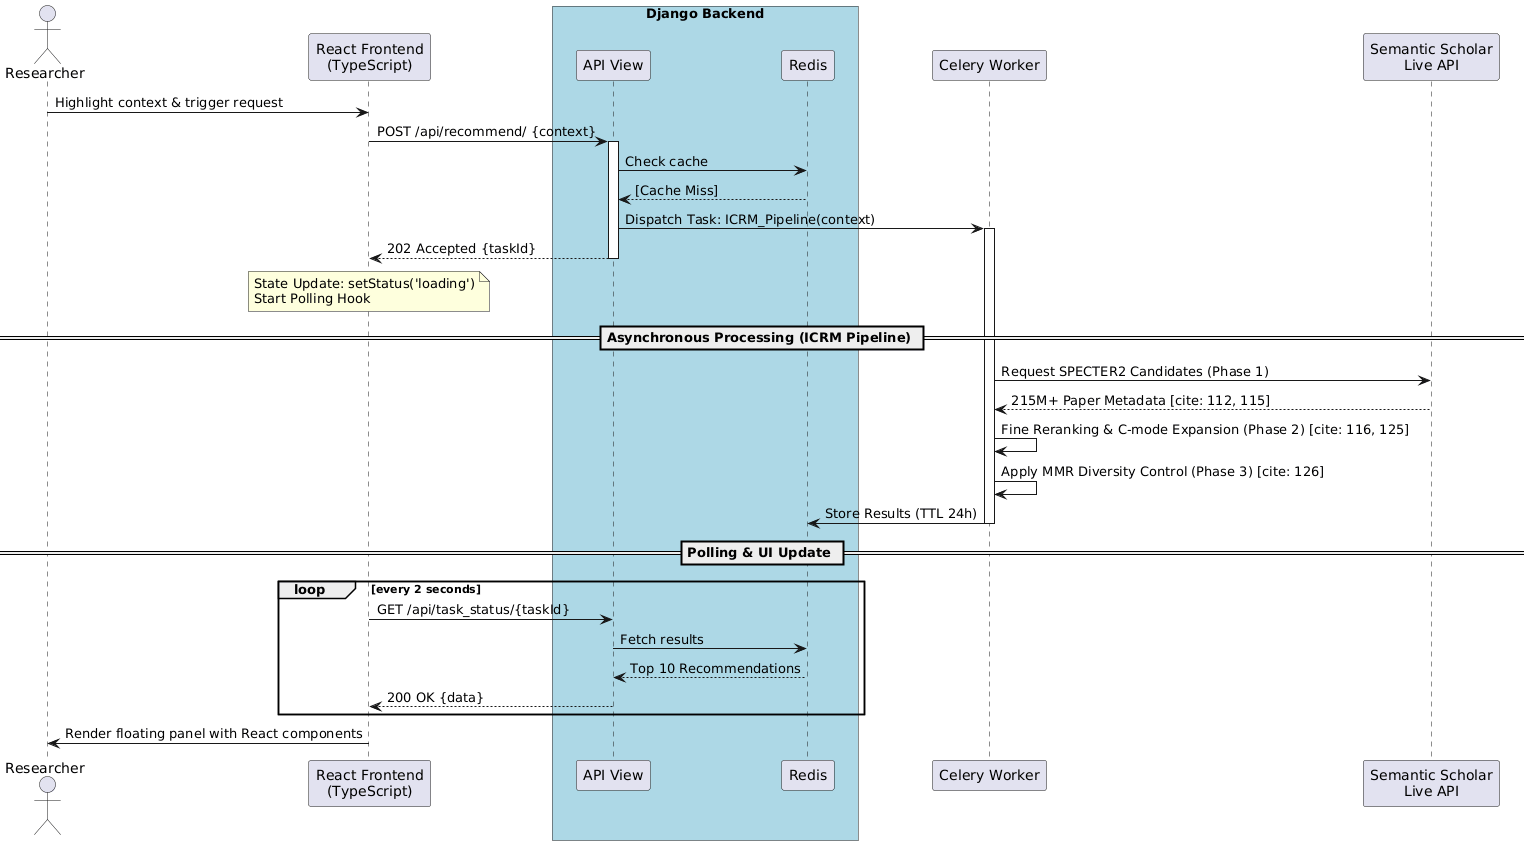 Django Backend
Researcher
React Frontend
(TypeScript)
API View
Redis
Celery Worker
Semantic Scholar
Live API
Highlight context & trigger request
POST /api/recommend/ {context}
Check cache
[Cache Miss]
Dispatch Task: ICRM_Pipeline(context)
202 Accepted {taskId}
State Update: setStatus('loading')
Start Polling Hook
Asynchronous Processing (ICRM Pipeline)
Request SPECTER2 Candidates (Phase 1)
215M+ Paper Metadata [cite: 112, 115]
Fine Reranking & C-mode Expansion (Phase 2) [cite: 116, 125]
Apply MMR Diversity Control (Phase 3) [cite: 126]
Store Results (TTL 24h)
Polling & UI Update
loop
[every 2 seconds]
GET /api/task_status/{taskId}
Fetch results
Top 10 Recommendations
200 OK {data}
Render floating panel with React components
Researcher
React Frontend
(TypeScript)
API View
Redis
Celery Worker
Semantic Scholar
Live API